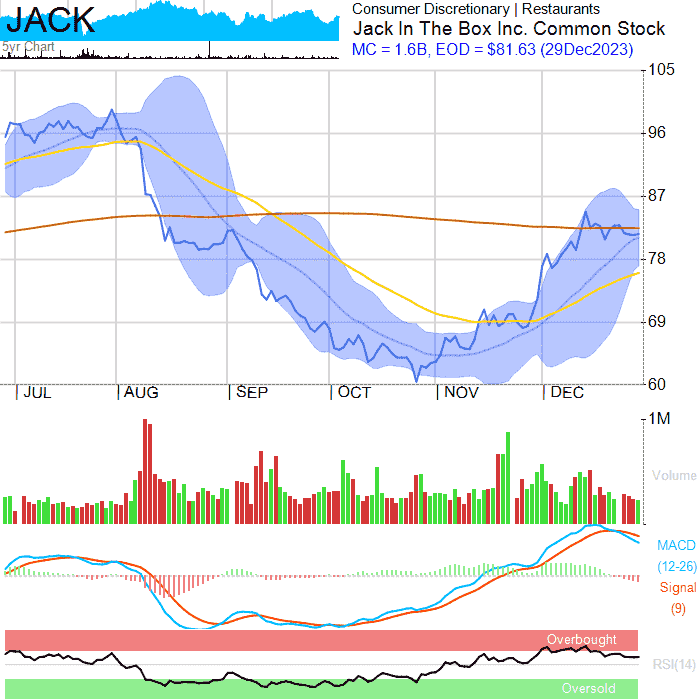 JACK
5yr Chart
Consumer Discretionary | Restaurants
Jack In The Box Inc. Common Stock
MC = 1.6B, EOD = $81.63 (29Dec2023)
105
96
87
78
69
60
JUL AUG SEP OCT NOV DEC
1M
Volume
MACD
(12-26)
Signal
(9)
Overbought
RSI(14)
Oversold